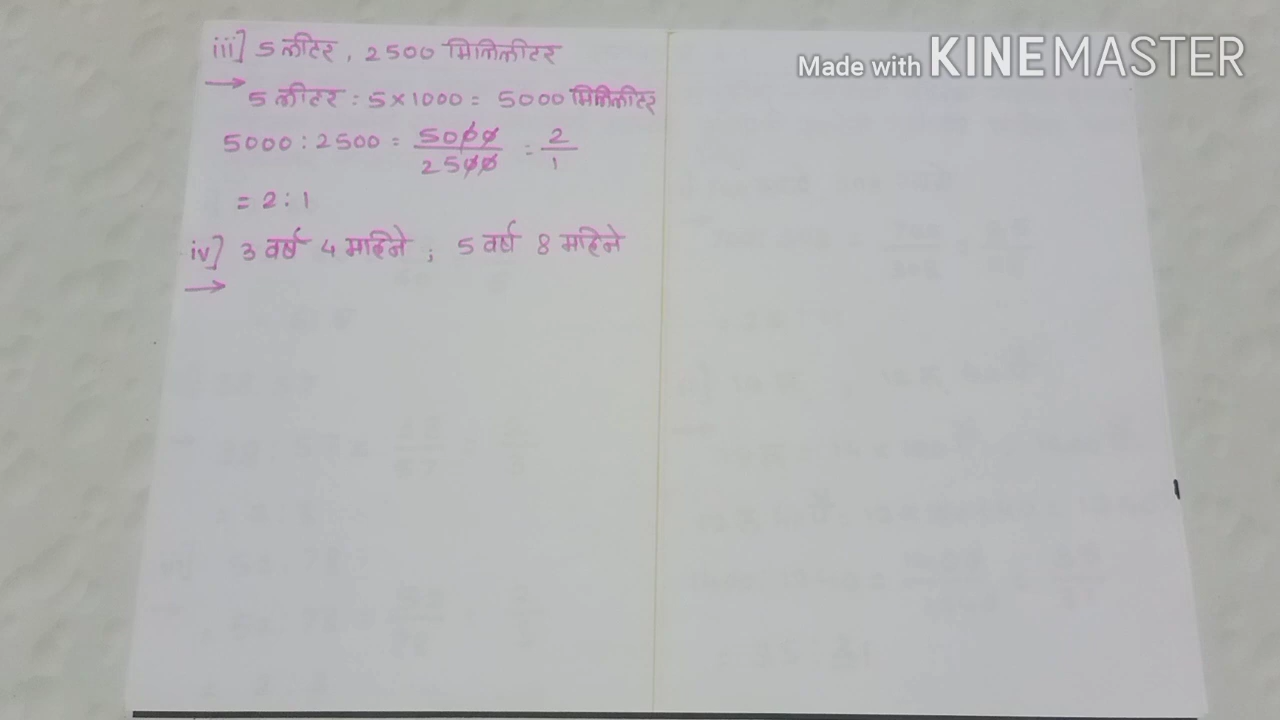 Made with KINEMASTER
iii] 5 लीटर , 2500 मिलिलीटर
→ 5 लीटर : 5 × 1000 = 5000 मिलिलीटर
5000 : 2500 = 5000/2500 = 2/1
= 2 : 1
iv] 3 वर्ष 4 महिने ; 5 वर्ष 8 महिने
→